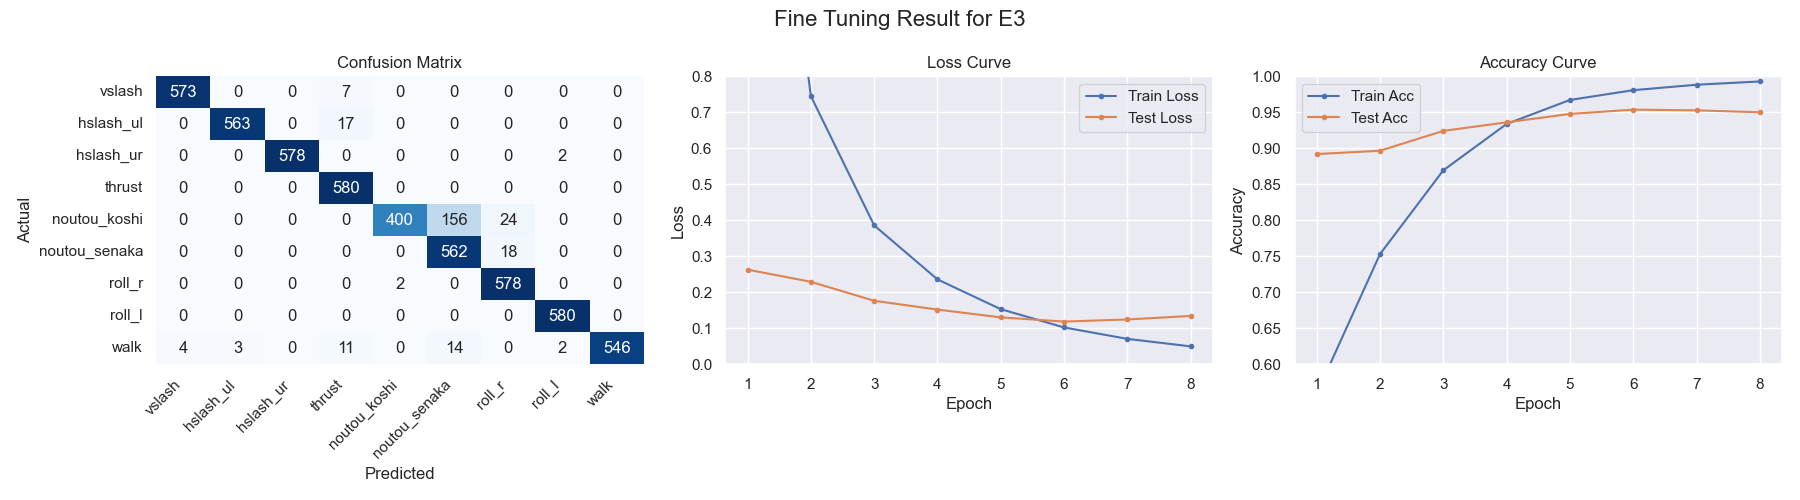 Fine Tuning Result for E3
Confusion Matrix
Actual
vslash 573 0 0 7 0 0 0 0 0
hslash_ul 0 563 0 17 0 0 0 0 0
hslash_ur 0 0 578 0 0 0 0 2 0
thrust 0 0 0 580 0 0 0 0 0
noutou_koshi 0 0 0 0 400 156 24 0 0
noutou_senaka 0 0 0 0 0 562 18 0 0
roll_r 0 0 0 0 2 0 578 0 0
roll_l 0 0 0 0 0 0 0 580 0
walk 4 3 0 11 0 14 0 2 546
vslash hslash_ul hslash_ur thrust noutou_koshi noutou_senaka roll_r roll_l walk
Predicted
Loss Curve
Loss
0.8
0.7
0.6
0.5
0.4
0.3
0.2
0.1
0.0
Train Loss
Test Loss
1 2 3 4 5 6 7 8
Epoch
Accuracy Curve
Accuracy
1.00
0.95
0.90
0.85
0.80
0.75
0.70
0.65
0.60
Train Acc
Test Acc
1 2 3 4 5 6 7 8
Epoch